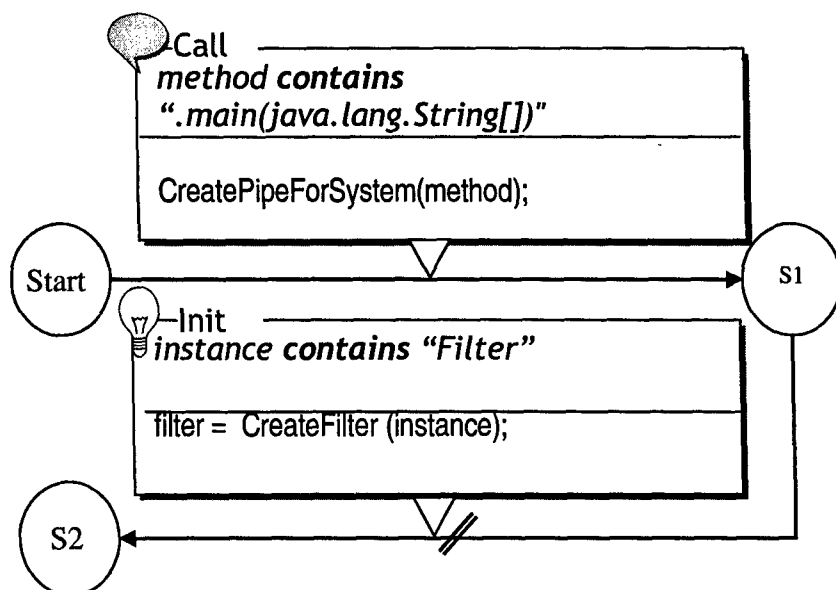 Call
method contains
“.main(java.lang.String[])"
CreatePipeForSystem(method);
Start
S1
Init
instance contains “Filter”
filter = CreateFilter (instance);
S2